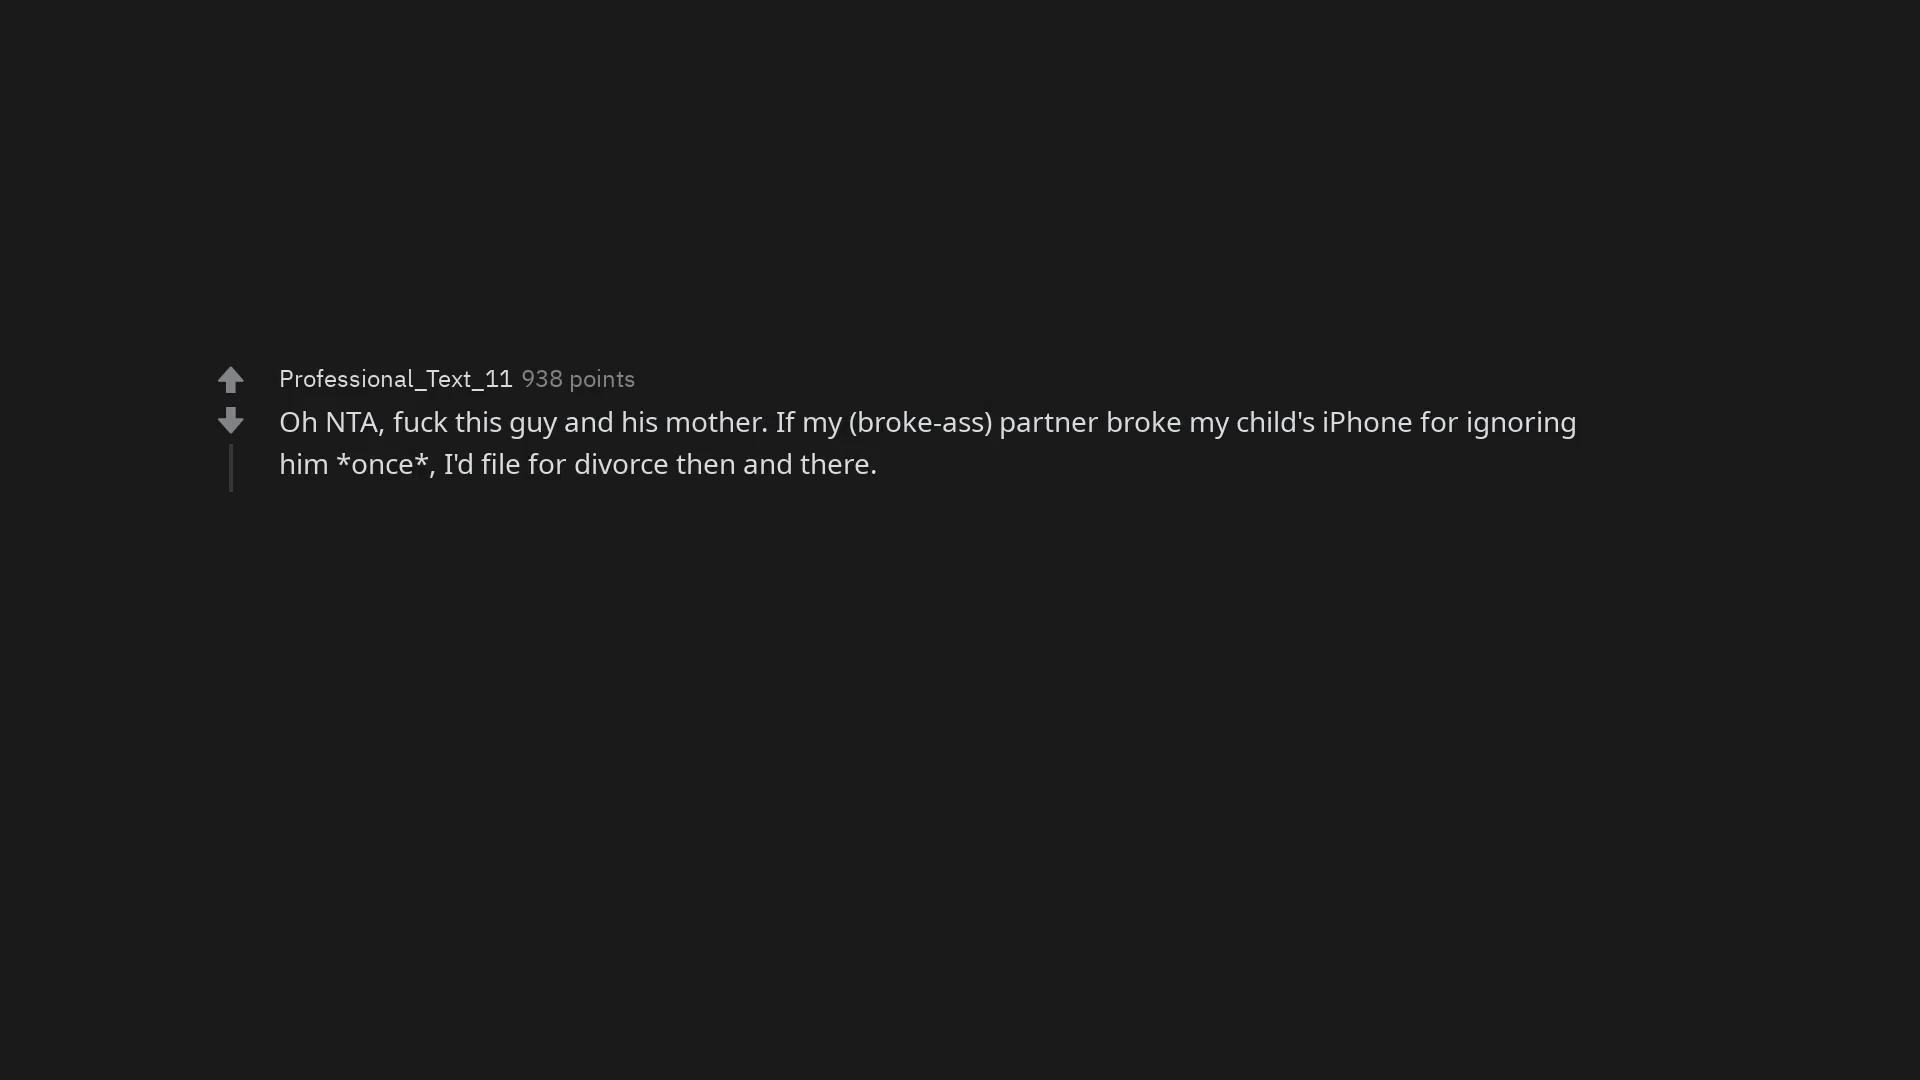 Professional_Text_11 938 points
Oh NTA, fuck this guy and his mother. If my (broke-ass) partner broke my child's iPhone for ignoring
him *once*, I'd file for divorce then and there.